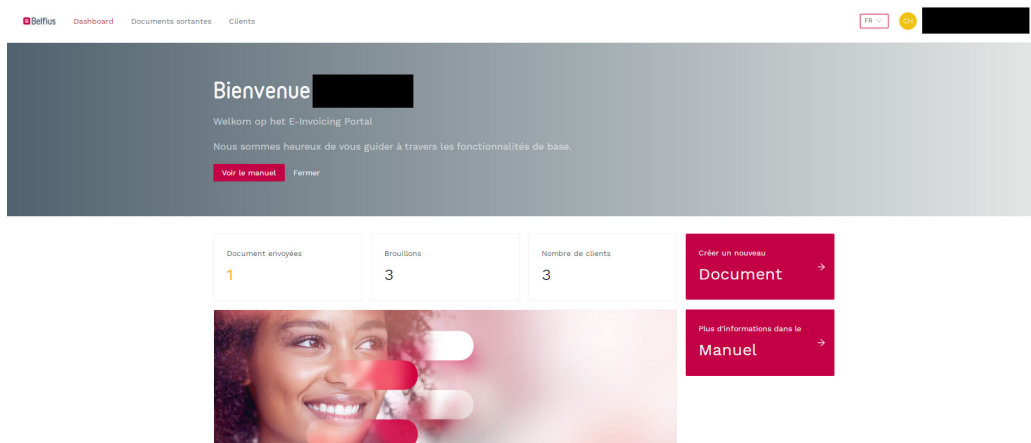 Belfius Dashboard Documents sortantes Clients FR CH
Bienvenue
Welkom op het E-Invoicing Portal
Nous sommes heureux de vous guider à travers les fonctionnalités de base.
Voir le manuel Fermer
Document envoyées
1
Brouillons
3
Nombre de clients
3
Créer un nouveau
Document
Plus d'informations dans le
Manuel